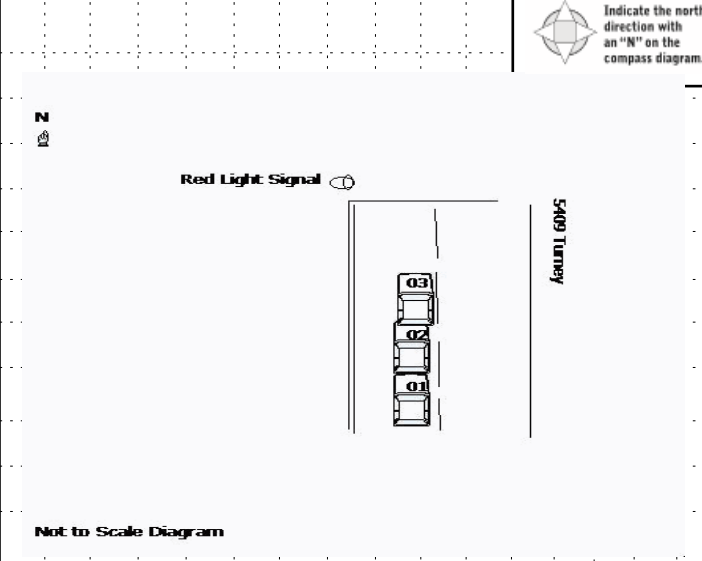 Indicate the north
direction with
an "N" on the
compass diagram.
N
Red Light Signal
5409 Turney
03
02
01
Not to Scale Diagram